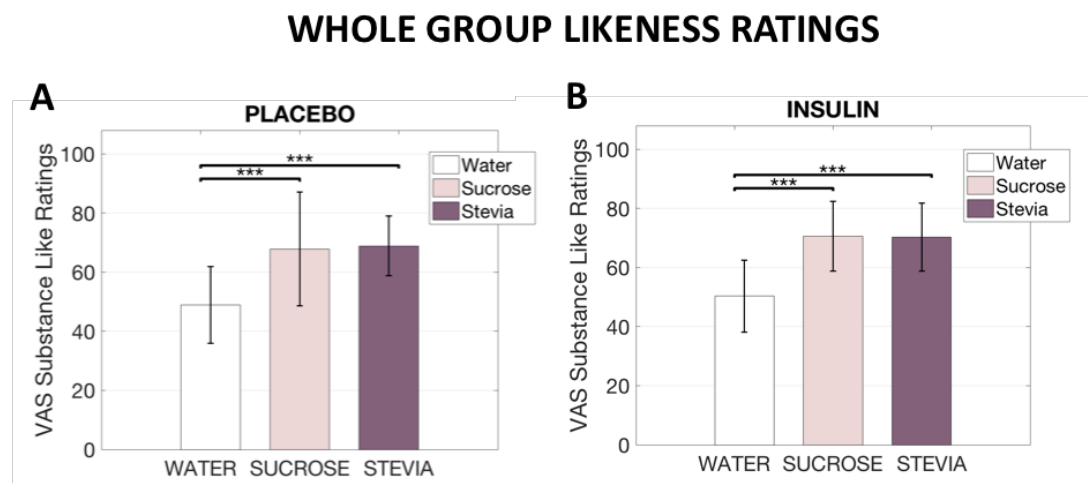 WHOLE GROUP LIKENESS RATINGS
A
PLACEBO
VAS Substance Like Ratings
100
80
60
40
20
0
***
***
Water
Sucrose
Stevia
WATER SUCROSE STEVIA
B
INSULIN
VAS Substance Like Ratings
100
80
60
40
20
0
***
***
Water
Sucrose
Stevia
WATER SUCROSE STEVIA